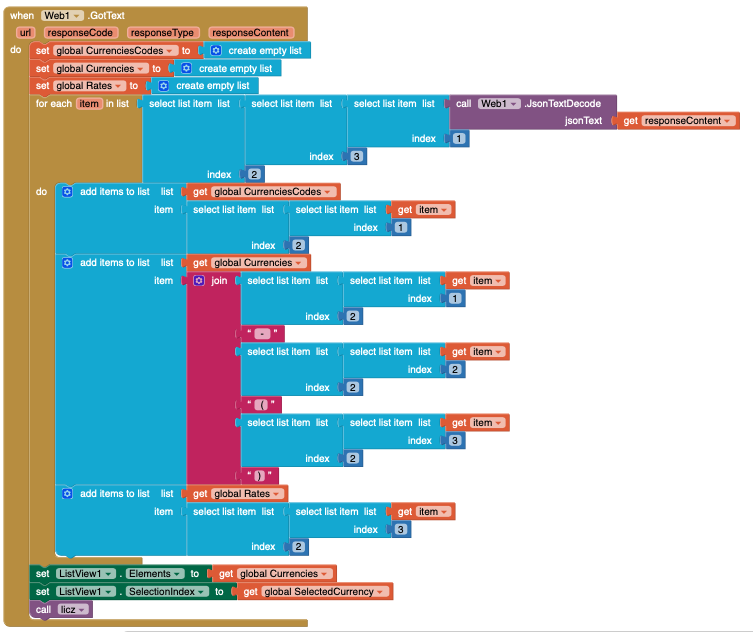 when Web1 .GotText
url responseCode responseType responseContent
do set global CurrenciesCodes to create empty list
set global Currencies to create empty list
set global Rates to create empty list
for each item in list select list item list select list item list select list item list call Web1 .JsonTextDecode
jsonText get responseContent
index 1
index 3
index 2
do add items to list list get global CurrenciesCodes
item select list item list select list item list get item
index 1
index 2
add items to list list get global Currencies
item join select list item list select list item list get item
index 1
index 2
" - "
select list item list select list item list get item
index 2
index 2
" ( "
select list item list select list item list get item
index 3
index 2
" ) "
add items to list list get global Rates
item select list item list select list item list get item
index 3
index 2
set ListView1 . Elements to get global Currencies
set ListView1 . SelectionIndex to get global SelectedCurrency
call licz